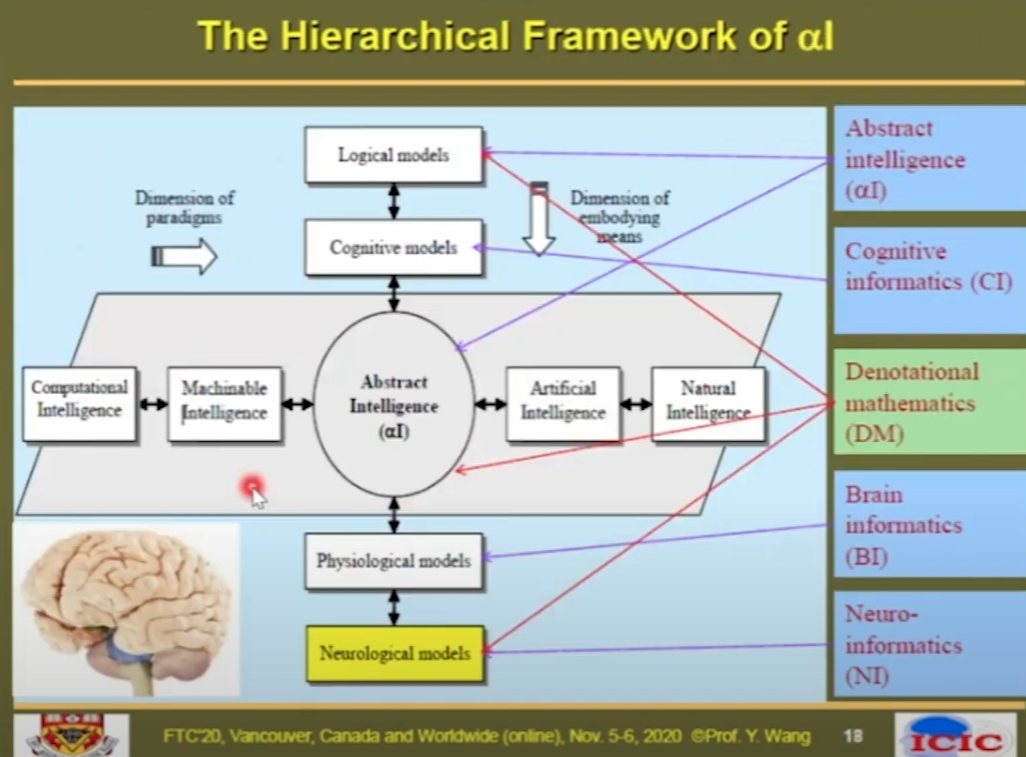 The Hierarchical Framework of αI
Logical models
Dimension of
paradigms
Cognitive models
Dimension of
embodying
means
Computational
Intelligence
Machinable
Intelligence
Abstract
Intelligence
(αI)
Artificial
Intelligence
Natural
Intelligence
Physiological models
Neurological models
Abstract
intelligence
(αI)
Cognitive
informatics (CI)
Denotational
mathematics
(DM)
Brain
informatics
(BI)
Neuro-
informatics
(NI)
FTC'20, Vancouver, Canada and Worldwide (online), Nov. 5-6, 2020 ©Prof. Y. Wang
18
ICIC